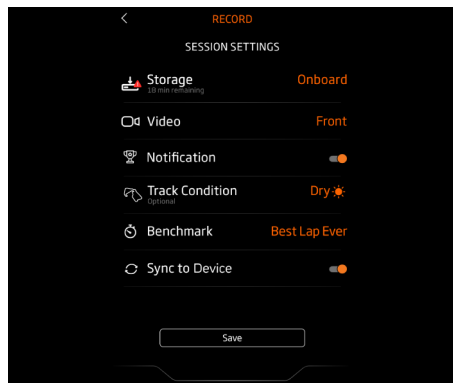 RECORD
SESSION SETTINGS
Storage Onboard
10 min remaining
Video Front
Notification
Track Condition Dry
Optional
Benchmark Best Lap Ever
Sync to Device
Save